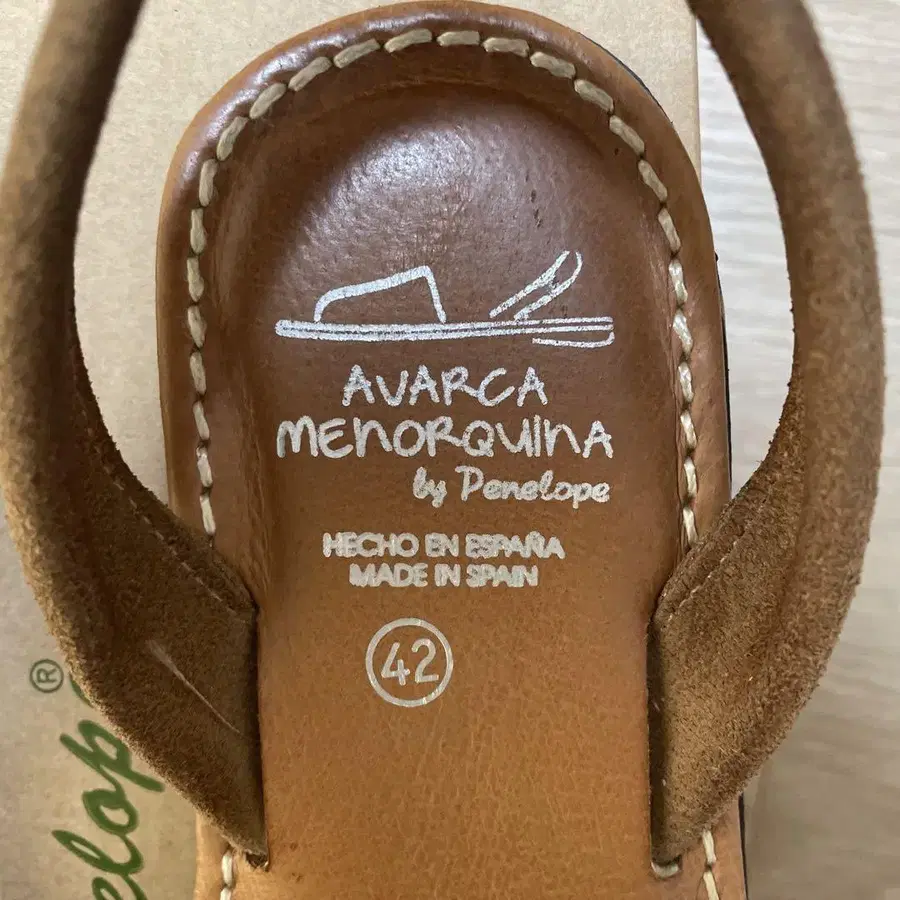 AVARCA
MENORQUINA
by Penelope
HECHO EN ESPAÑA
MADE IN SPAIN
42
®